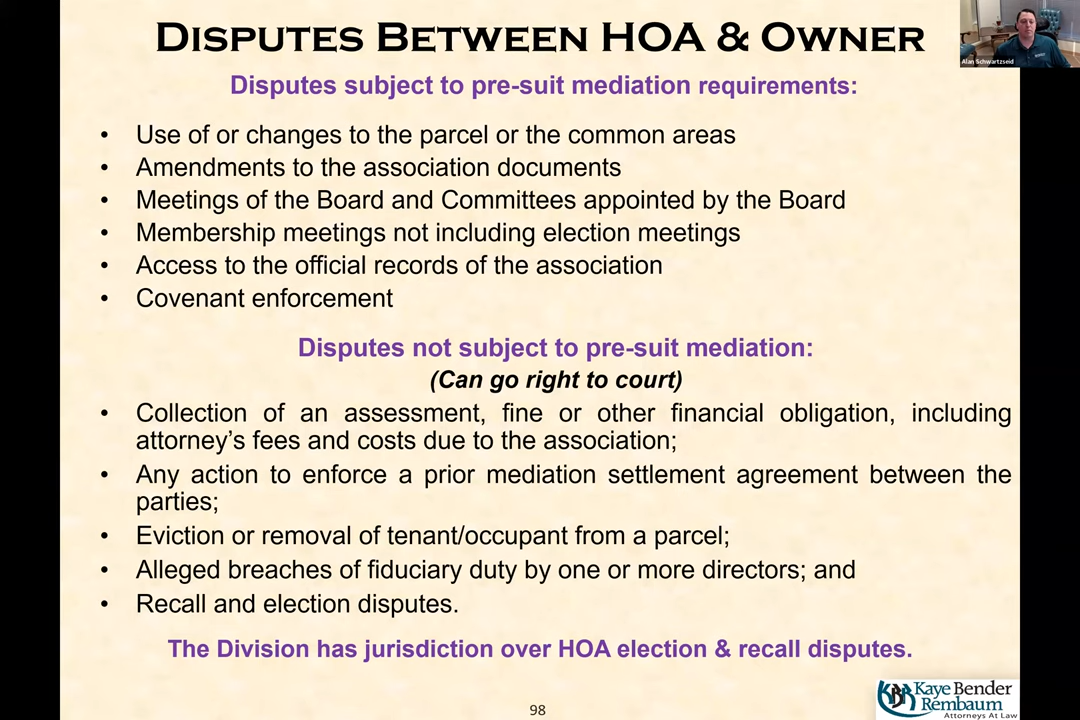 Disputes Between HOA & Owner
Alan Schwartzseid
Disputes subject to pre-suit mediation requirements:
• Use of or changes to the parcel or the common areas
• Amendments to the association documents
• Meetings of the Board and Committees appointed by the Board
• Membership meetings not including election meetings
• Access to the official records of the association
• Covenant enforcement
Disputes not subject to pre-suit mediation:
(Can go right to court)
• Collection of an assessment, fine or other financial obligation, including
attorney’s fees and costs due to the association;
• Any action to enforce a prior mediation settlement agreement between the
parties;
• Eviction or removal of tenant/occupant from a parcel;
• Alleged breaches of fiduciary duty by one or more directors; and
• Recall and election disputes.
The Division has jurisdiction over HOA election & recall disputes.
KBR Kaye Bender
Rembaum
Attorneys At Law
98